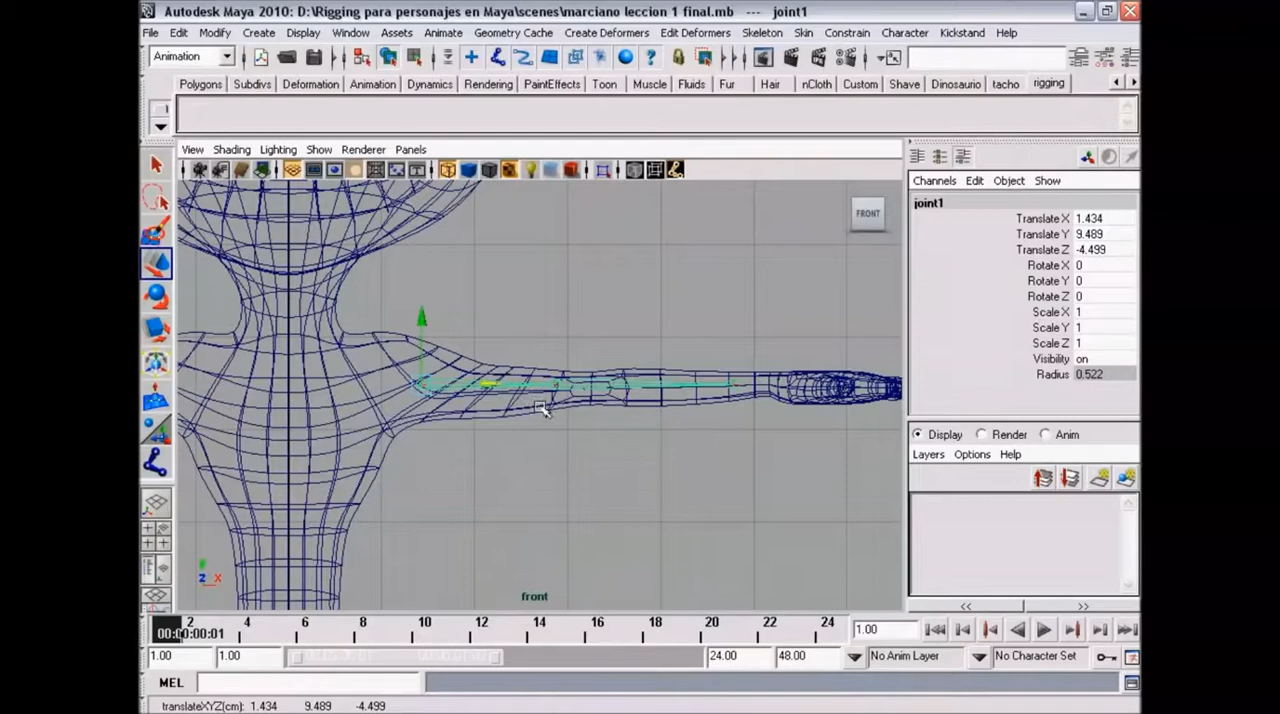 Autodesk Maya 2010: D:\Rigging para personajes en Maya\scenes\marciano leccion 1 final.mb --- joint1
File Edit Modify Create Display Window Assets Animate Geometry Cache Create Deformers Edit Deformers Skeleton Skin Constrain Character Kickstand Help
Animation
Polygons Subdivs Deformation Animation Dynamics Rendering PaintEffects Toon Muscle Fluids Fur Hair nCloth Custom Shave Dinosaurio tacho rigging
View Shading Lighting Show Renderer Panels
Channels Edit Object Show
joint1
Translate X 1.434
Translate Y 9.489
Translate Z -4.499
Rotate X 0
Rotate Y 0
Rotate Z 0
Scale X 1
Scale Y 1
Scale Z 1
Visibility on
Radius 0.522
FRONT
Display Render Anim
Layers Options Help
Y
Z X
front
<< >>
2 4 6 8 10 12 14 16 18 20 22 24
00:00:00:01
1.00
1.00 1.00 24.00 48.00 No Anim Layer No Character Set
MEL
translateXYZ(cm): 1.434 9.489 -4.499